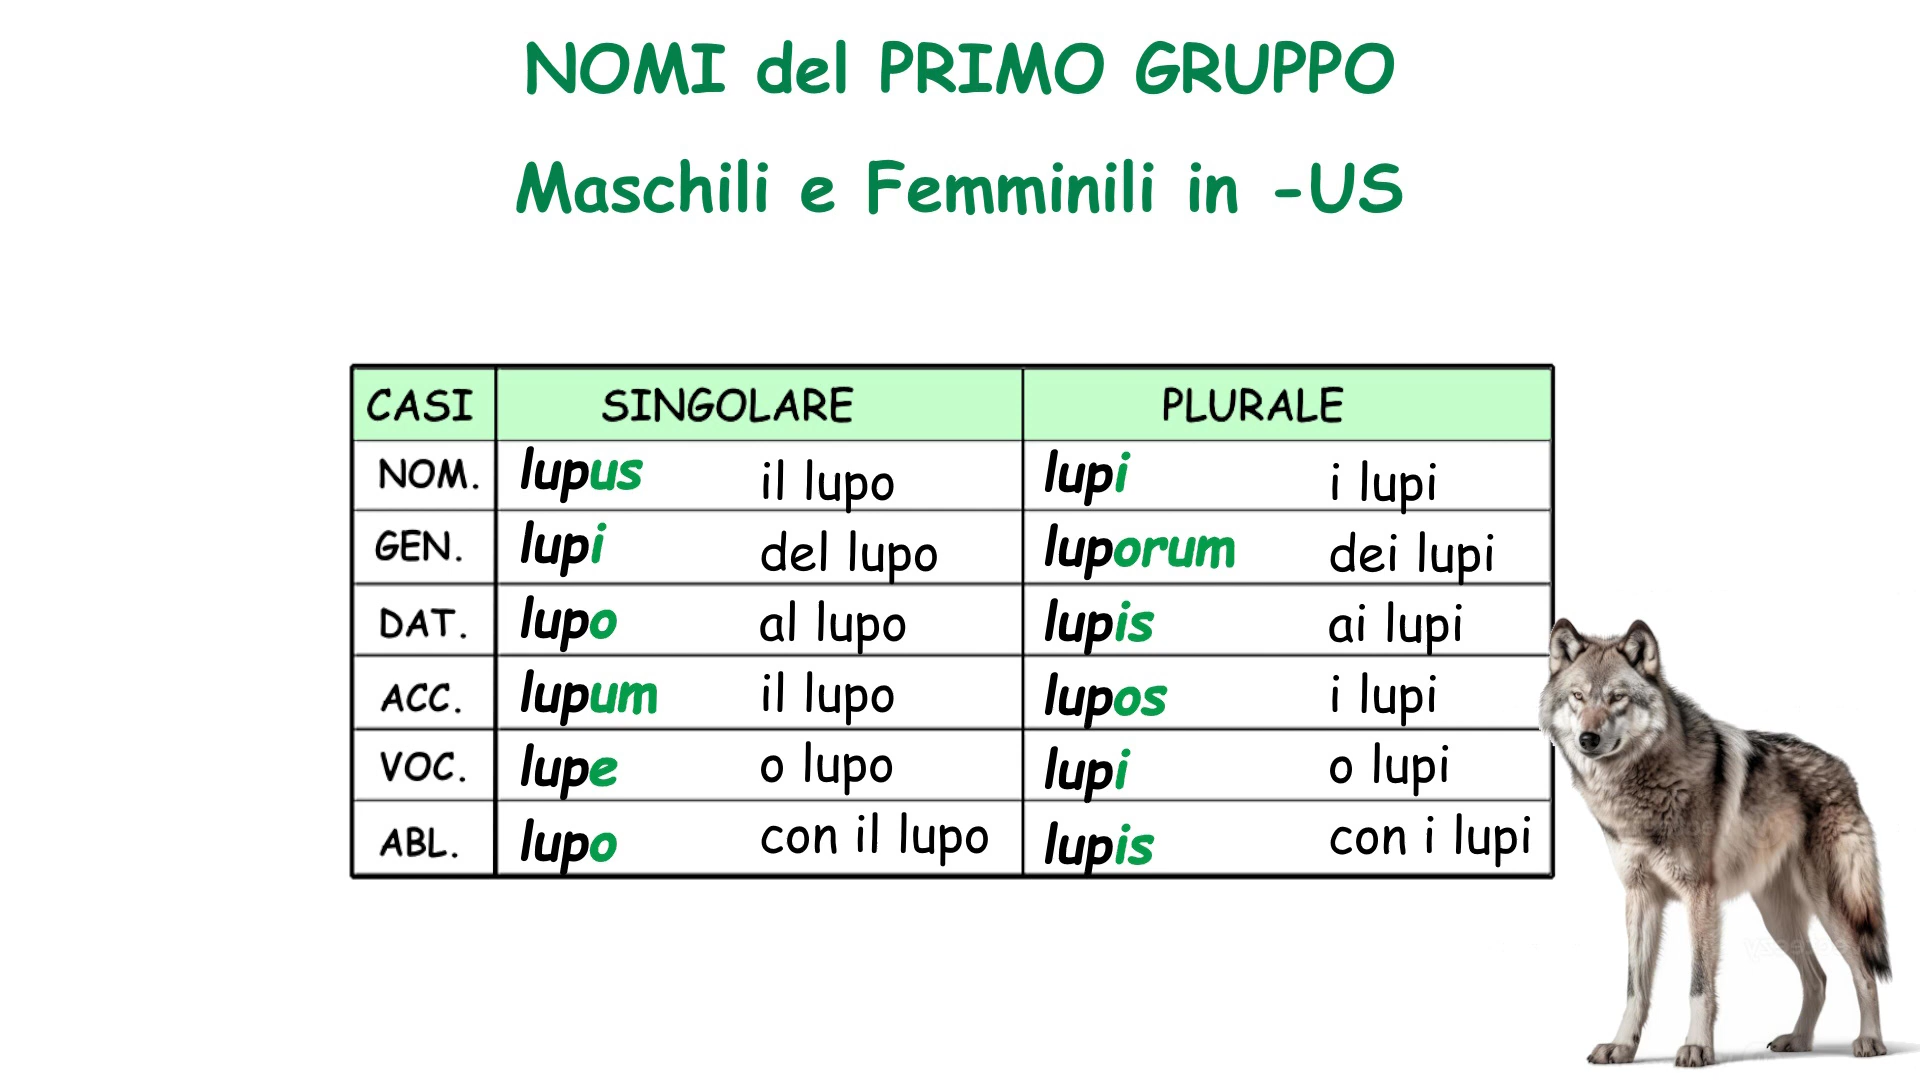 NOMI del PRIMO GRUPPO
Maschili e Femminili in -US
CASI SINGOLARE PLURALE
NOM. lupus il lupo lupi i lupi
GEN. lupi del lupo luporum dei lupi
DAT. lupo al lupo lupis ai lupi
ACC. lupum il lupo lupos i lupi
VOC. lupe o lupo lupi o lupi
ABL. lupo con il lupo lupis con i lupi